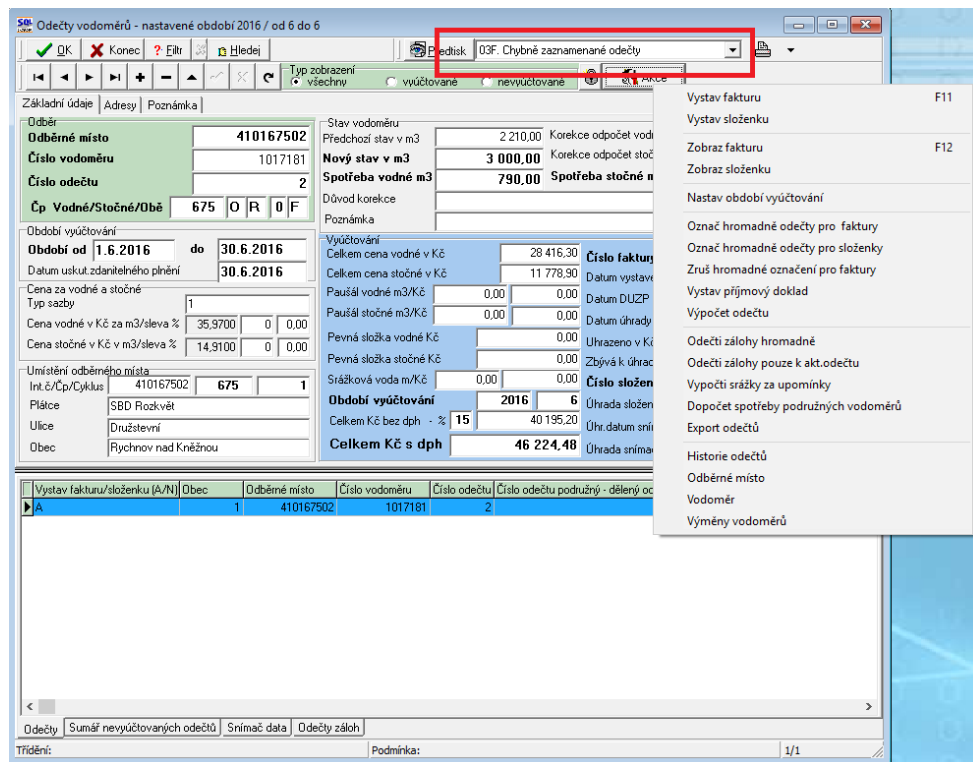 SQL Odečty vodoměrů - nastavené období 2016 / od 6 do 6
OK Konec ? Filtr Hledej Předtisk 03F. Chybně zaznamenané odečty
Typ zobrazení
všechny vyúčtované nevyúčtované Akce
Základní údaje Adresy Poznámka
Odběr
Odběrné místo 410167502
Číslo vodoměru 1017181
Číslo odečtu 2
Čp Vodné/Stočné/Obě 675 O R 0 F
Období vyúčtování
Období od 1.6.2016 do 30.6.2016
Datum uskut.zdanitelného plnění 30.6.2016
Cena za vodné a stočné
Typ sazby 1
Cena vodné v Kč za m3/sleva % 35,9700 0 0,00
Cena stočné v Kč v m3/sleva % 14,9100 0 0,00
Umístění odběrného místa
Int.č/Čp/Cyklus 410167502 675 1
Plátce SBD Rozkvět
Ulice Družstevní
Obec Rychnov nad Kněžnou
Stav vodoměru
Předchozí stav v m3 2 210,00 Korekce odpočet vod
Nový stav v m3 3 000,00 Korekce odpočet stoč
Spotřeba vodné m3 790,00 Spotřeba stočné m
Důvod korekce
Poznámka
Vyúčtování
Celkem cena vodné v Kč 28 416,30 Číslo faktury
Celkem cena stočné v Kč 11 778,90 Datum vystave
Paušál vodné m3/Kč 0,00 0,00 Datum DUZP
Paušál stočné m3/Kč 0,00 0,00 Datum úhrady
Pevná složka vodné Kč 0,00 Uhrazeno v Kč
Pevná složka stočné Kč 0,00 Zbývá k úhrad
Srážková voda m/Kč 0,00 0,00 Číslo složen
Období vyúčtování 2016 6 Úhrada složen
Celkem Kč bez dph - % 15 40 195,20 Úhr.datum sní
Celkem Kč s dph 46 224,48 Úhrada sníma
Vystav fakturu F11
Vystav složenku
Zobraz fakturu F12
Zobraz složenku
Nastav období vyúčtování
Označ hromadně odečty pro faktury
Označ hromadně odečty pro složenky
Zruš hromadné označení pro faktury
Vystav příjmový doklad
Výpočet odečtu
Odečti zálohy hromadně
Odečti zálohy pouze k akt.odečtu
Vypočti srážky za upomínky
Dopočet spotřeby podružných vodoměrů
Export odečtů
Historie odečtů
Odběrné místo
Vodoměr
Výměny vodoměrů
Vystav fakturu/složenku (A/N) Obec Odběrné místo Číslo vodoměru Číslo odečtu Číslo odečtu podružný - dělený od
A 1 410167502 1017181 2
Odečty Sumář nevyúčtovaných odečtů Snímač data Odečty záloh
Třídění: Podmínka: 1/1